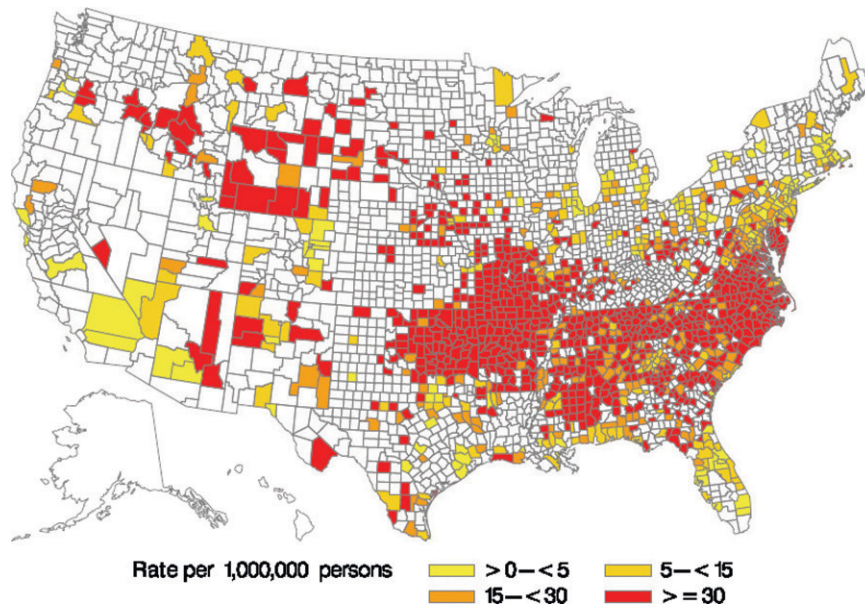 Rate per 1,000,000 persons
> 0 – < 5
5 – < 15
15 – < 30
> = 30